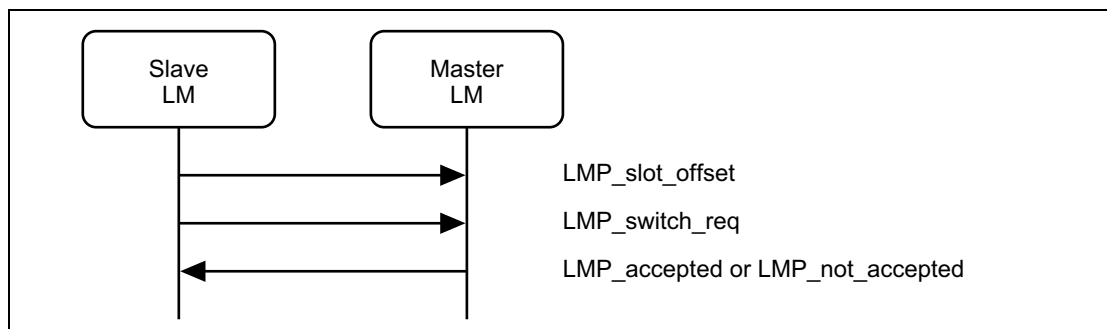 Slave
LM
Master
LM
LMP_slot_offset
LMP_switch_req
LMP_accepted or LMP_not_accepted